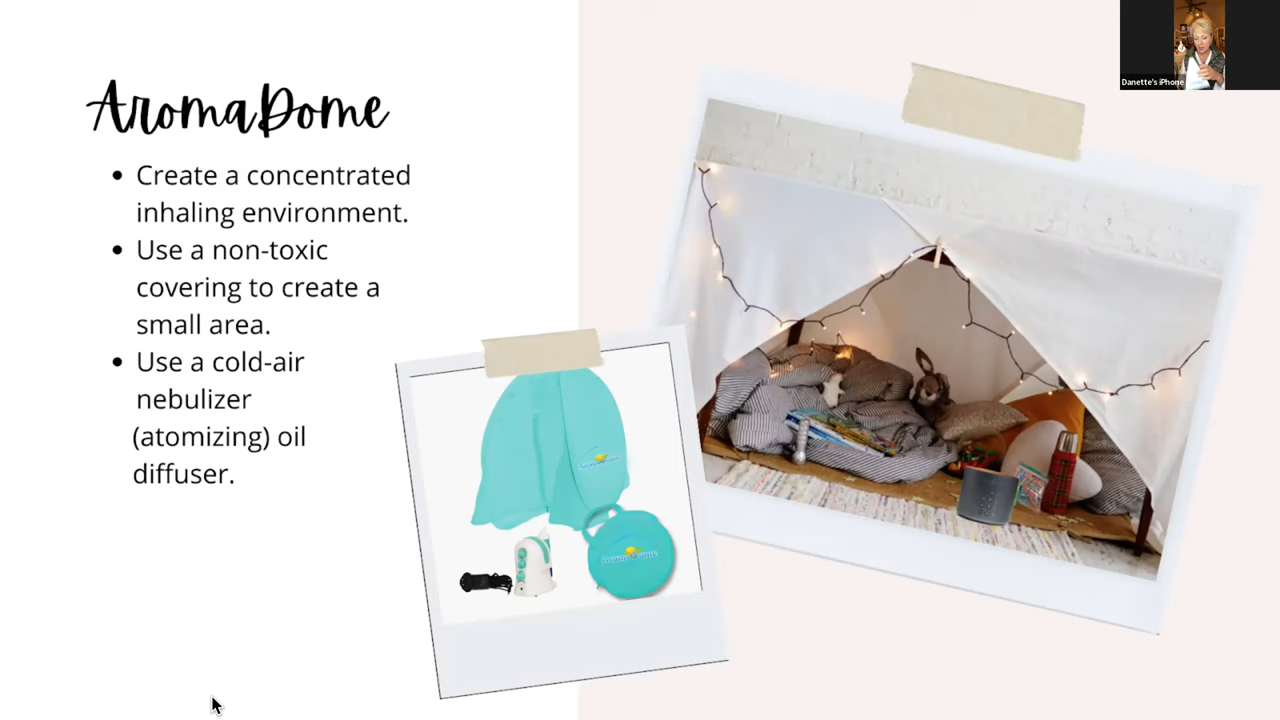 AromaDome
• Create a concentrated
inhaling environment.
• Use a non-toxic
covering to create a
small area.
• Use a cold-air
nebulizer
(atomizing) oil
diffuser.
Danette's iPhone